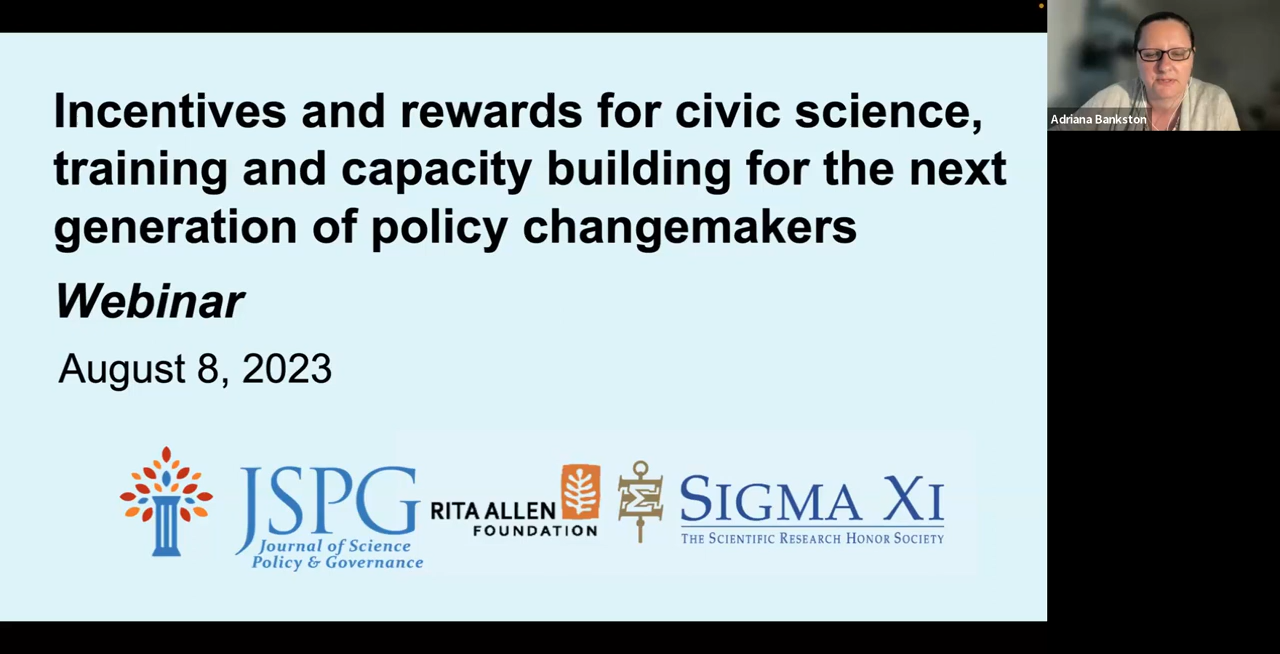 Incentives and rewards for civic science,
training and capacity building for the next
generation of policy changemakers
Webinar
August 8, 2023
JSPG
Journal of Science
Policy & Governance
RITA ALLEN
FOUNDATION
SIGMA XI
THE SCIENTIFIC RESEARCH HONOR SOCIETY
Adriana Bankston